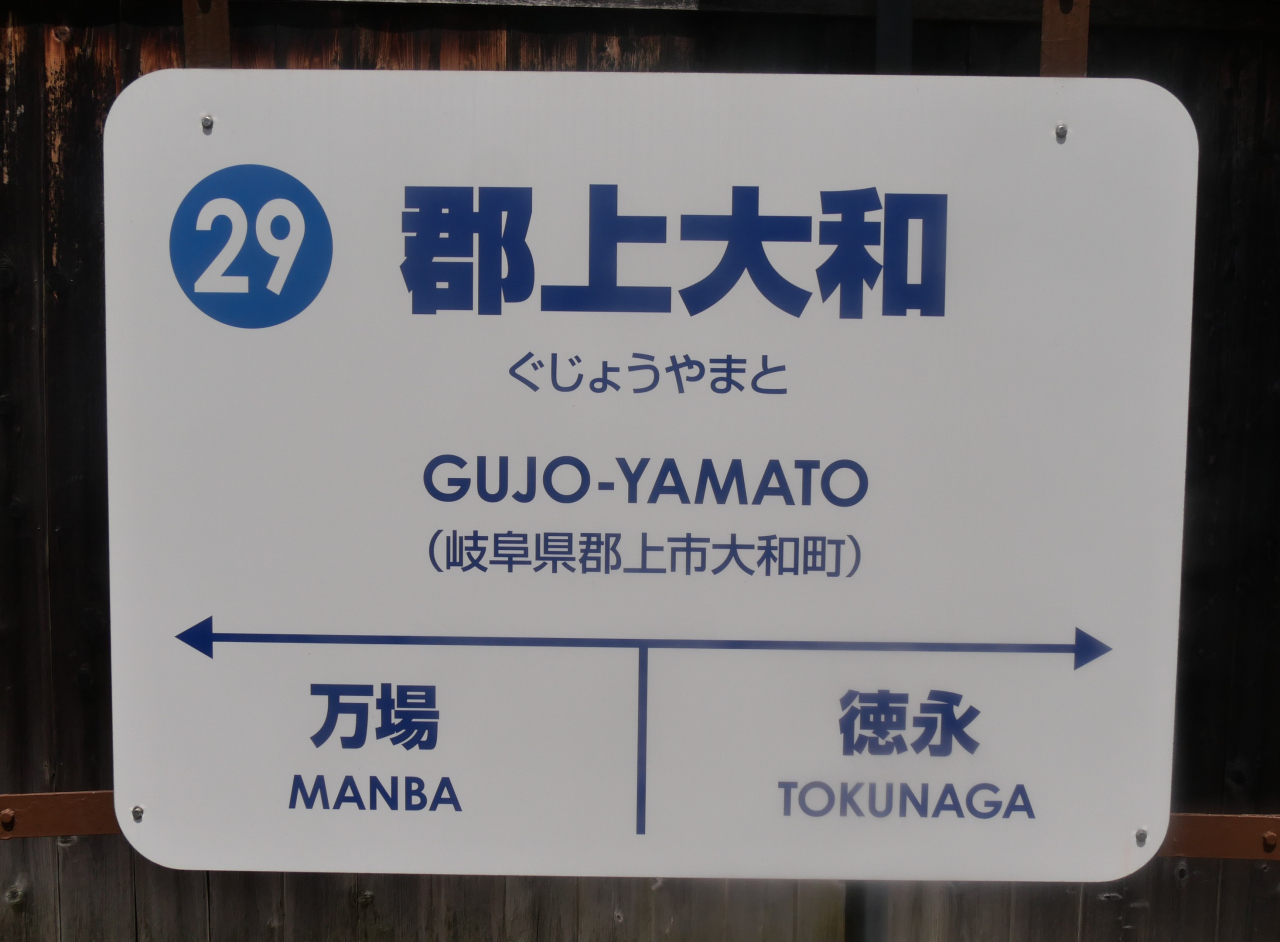 29 郡上大和
ぐじょうやまと
GUJO-YAMATO
（岐阜県郡上市大和町）
万場 徳永
MANBA TOKUNAGA